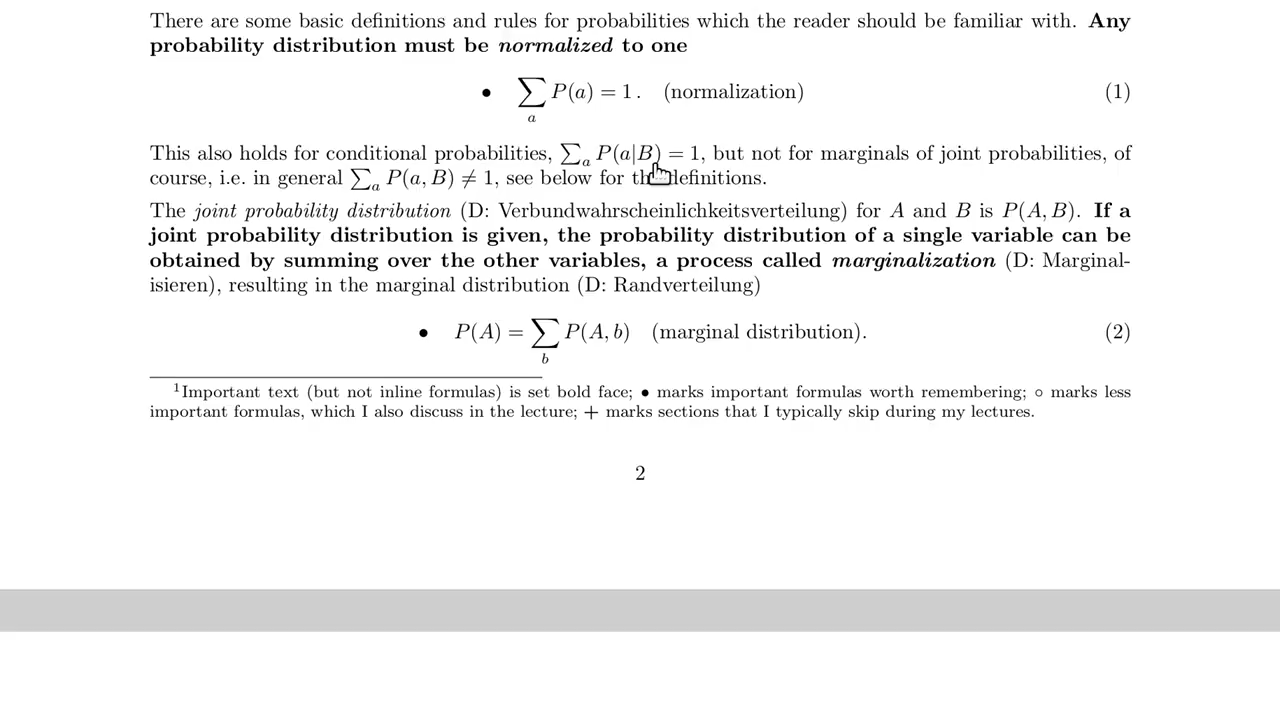 There are some basic definitions and rules for probabilities which the reader should be familiar with. Any
probability distribution must be normalized to one
• ∑_a P(a) = 1 . (normalization) (1)
This also holds for conditional probabilities, ∑_a P(a|B) = 1, but not for marginals of joint probabilities, of
course, i.e. in general ∑_a P(a, B) ≠ 1, see below for the definitions.
The joint probability distribution (D: Verbundwahrscheinlichkeitsverteilung) for A and B is P(A, B). If a
joint probability distribution is given, the probability distribution of a single variable can be
obtained by summing over the other variables, a process called marginalization (D: Marginal-
isieren), resulting in the marginal distribution (D: Randverteilung)
• P(A) = ∑_b P(A, b) (marginal distribution). (2)
¹Important text (but not inline formulas) is set bold face; • marks important formulas worth remembering; ○ marks less
important formulas, which I also discuss in the lecture; + marks sections that I typically skip during my lectures.
2